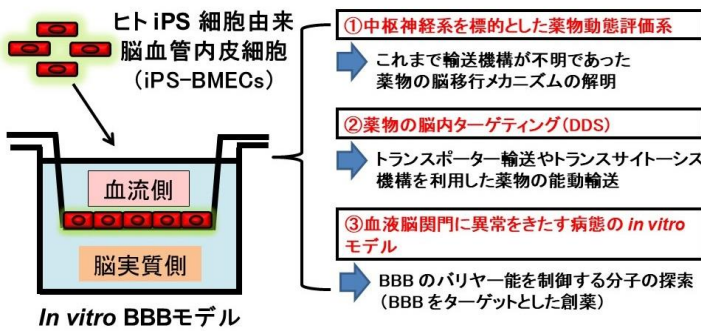 ヒト iPS 細胞由来
脳血管内皮細胞
（iPS-BMECs）
血流側
脳実質側
In vitro BBBモデル
①中枢神経系を標的とした薬物動態評価系
これまで輸送機構が不明であった
薬物の脳移行メカニズムの解明
②薬物の脳内ターゲティング（DDS）
トランスポーター輸送やトランスサイトーシス
機構を利用した薬物の能動輸送
③血液脳関門に異常をきたす病態の in vitro
モデル
BBB のバリヤー能を制御する分子の探索
（BBB をターゲットとした創薬）